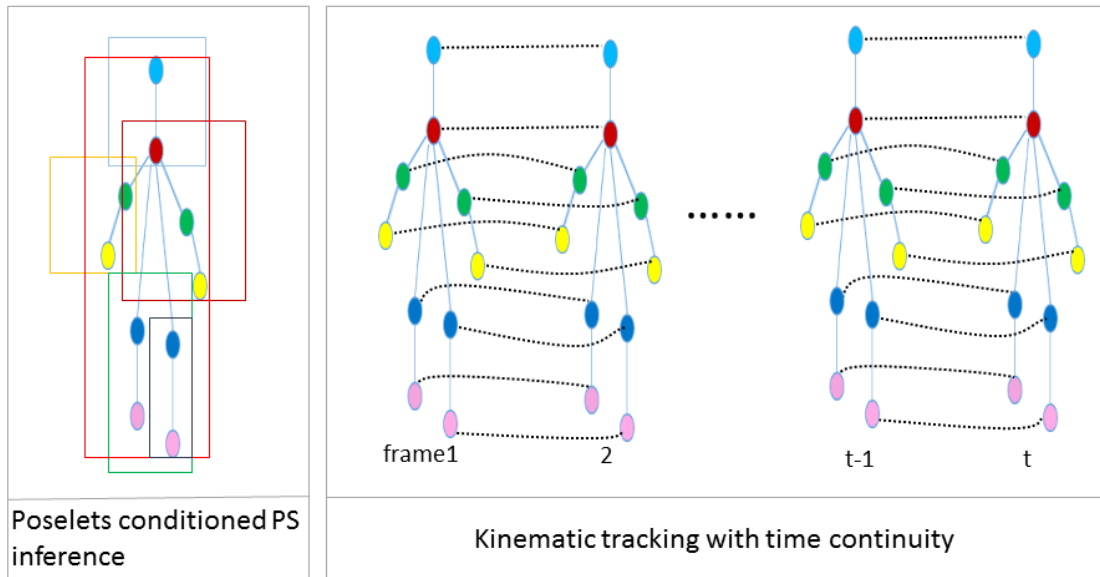 frame1
2
t-1
t
Poselets conditioned PS
inference
Kinematic tracking with time continuity